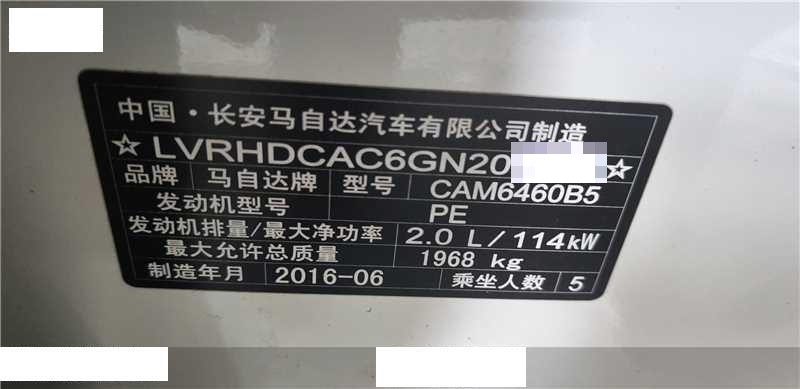 中国·长安马自达汽车有限公司制造
☆LVRHDCAC6GN20 ☆
品牌 马自达牌 型号 CAM6460B5
发动机型号 PE
发动机排量/最大净功率 2.0 L/114kW
最大允许总质量 1968 kg
制造年月 2016-06 乘坐人数 5